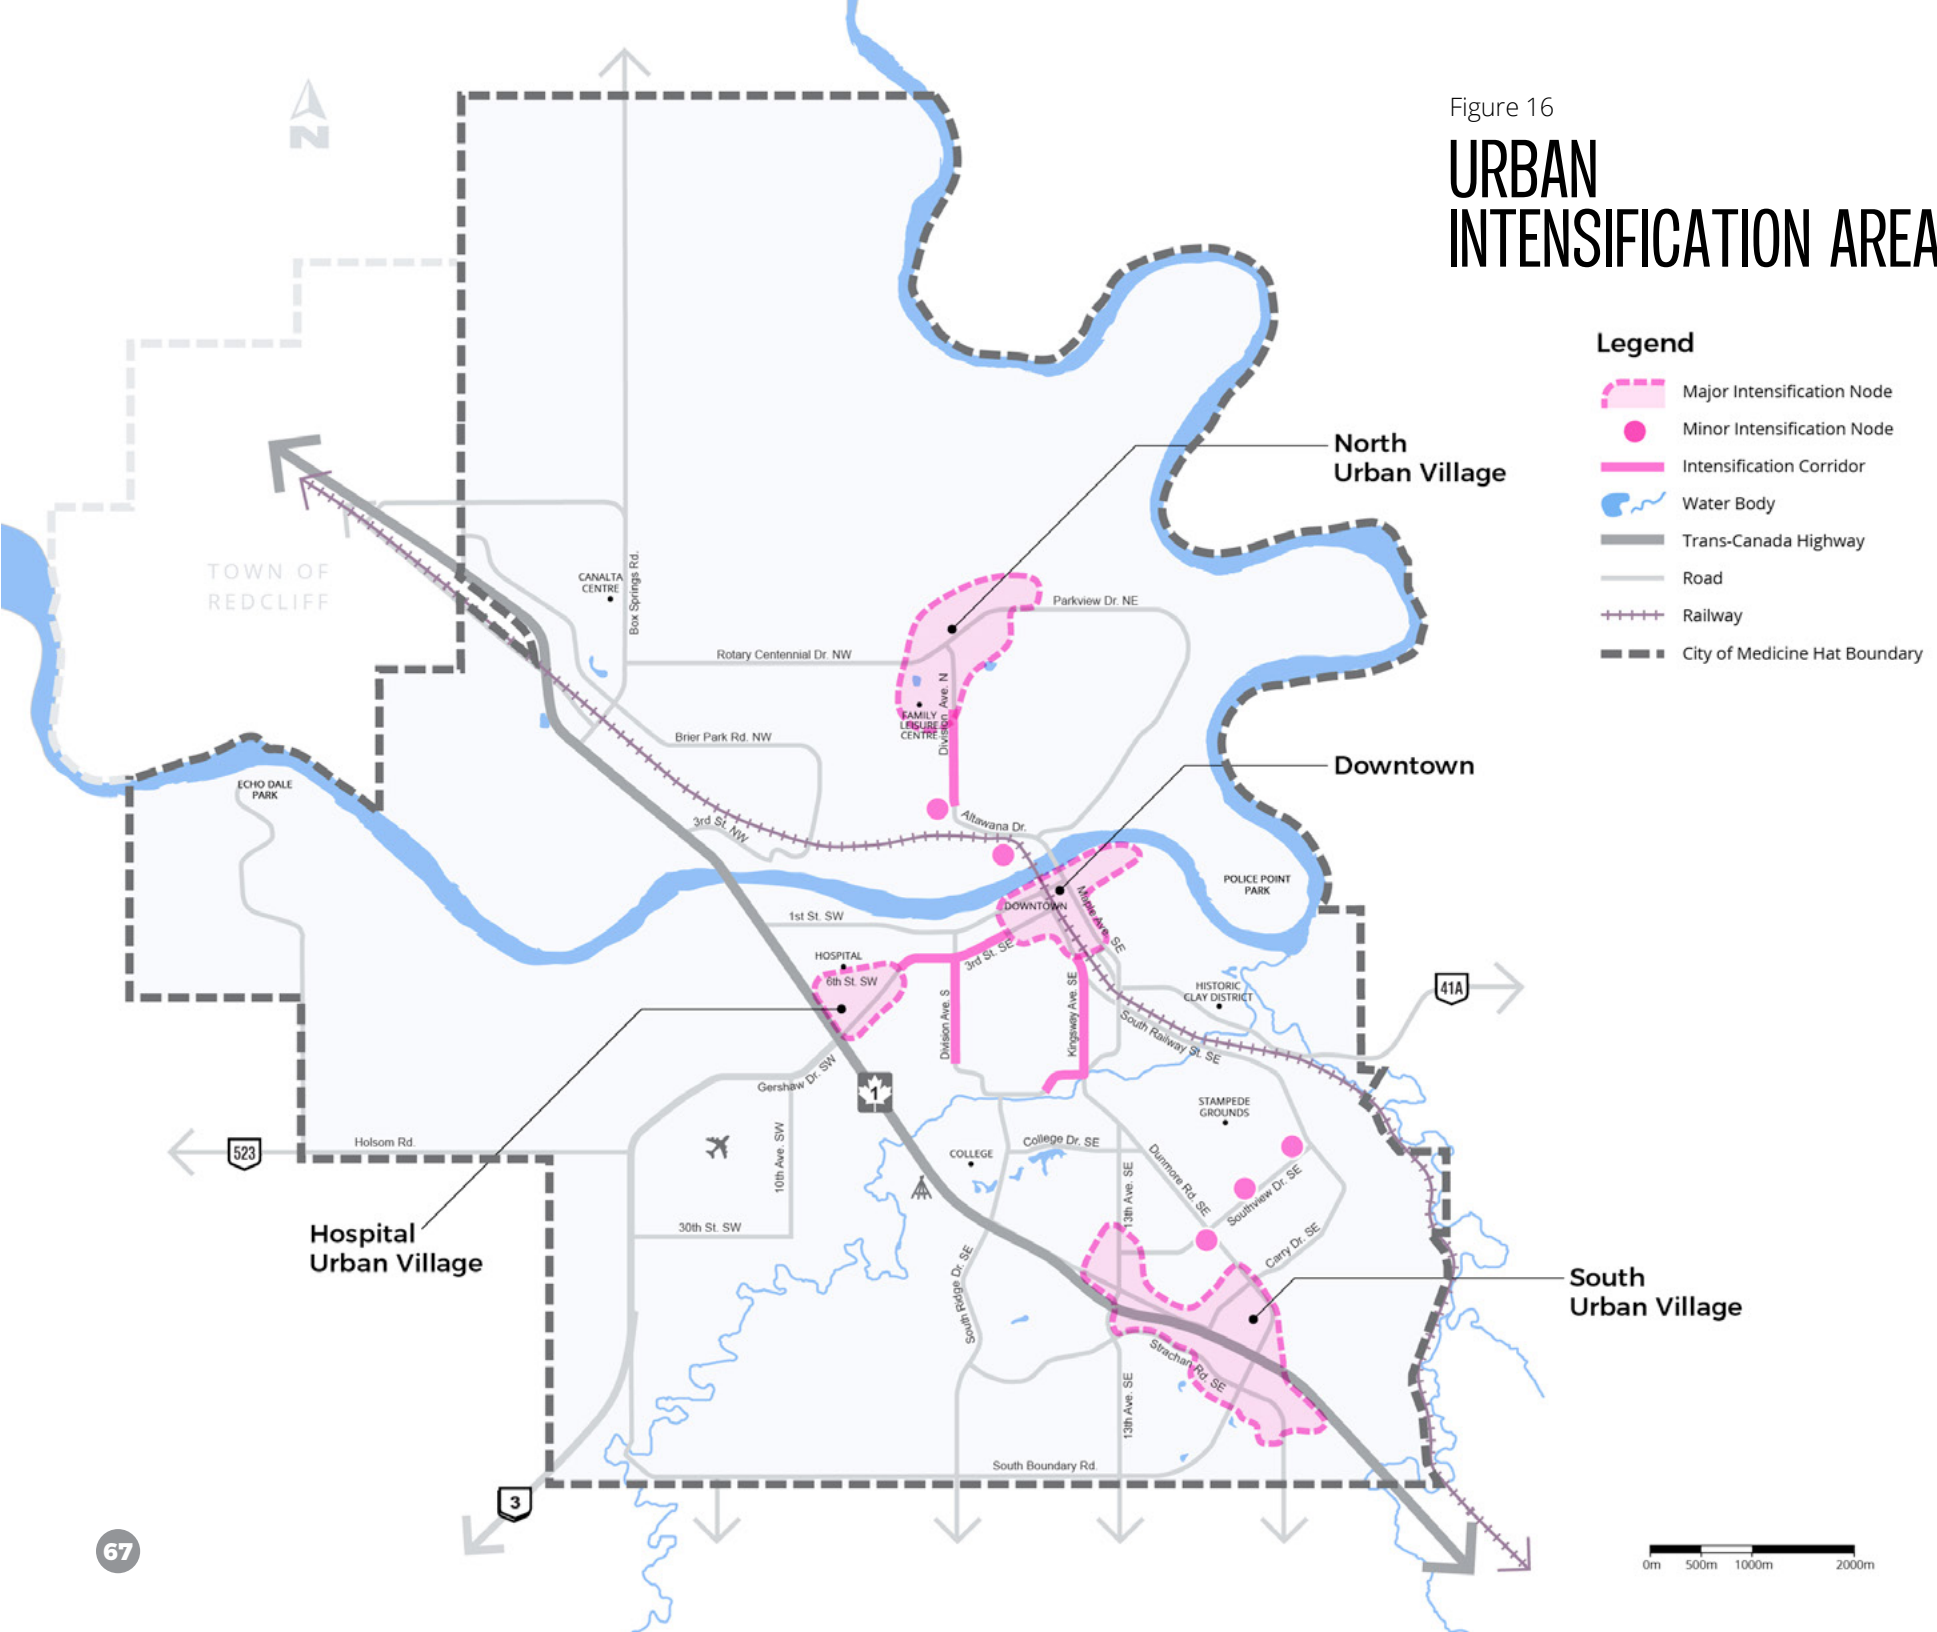 Figure 16
URBAN
INTENSIFICATION AREA
Legend
Major Intensification Node
Minor Intensification Node
Intensification Corridor
Water Body
Trans-Canada Highway
Road
Railway
City of Medicine Hat Boundary
N
North
Urban Village
TOWN OF
REDCLIFF
CANALTA
CENTRE
Box Springs Rd.
Parkview Dr. NE
Rotary Centennial Dr. NW
Division Ave. N
FAMILY
LEISURE
CENTRE
Brier Park Rd. NW
Downtown
ECHO DALE
PARK
3rd St. NW
Altawana Dr.
POLICE POINT
PARK
DOWNTOWN
Maple Ave. SE
1st St. SW
3rd St. SE
HOSPITAL
6th St. SW
Division Ave. S
Kingsway Ave. SE
HISTORIC
CLAY DISTRICT
41A
South Railway St. SE
Gershaw Dr. SW
1
STAMPEDE
GROUNDS
523
Holsom Rd.
10th Ave. SW
COLLEGE
College Dr. SE
Dunmore Rd. SE
13th Ave. SE
Southview Dr. SE
30th St. SW
Hospital
Urban Village
South Ridge Dr. SE
Carry Dr. SE
South
Urban Village
Strachan Rd. SE
13th Ave. SE
South Boundary Rd.
3
67
0m 500m 1000m 2000m